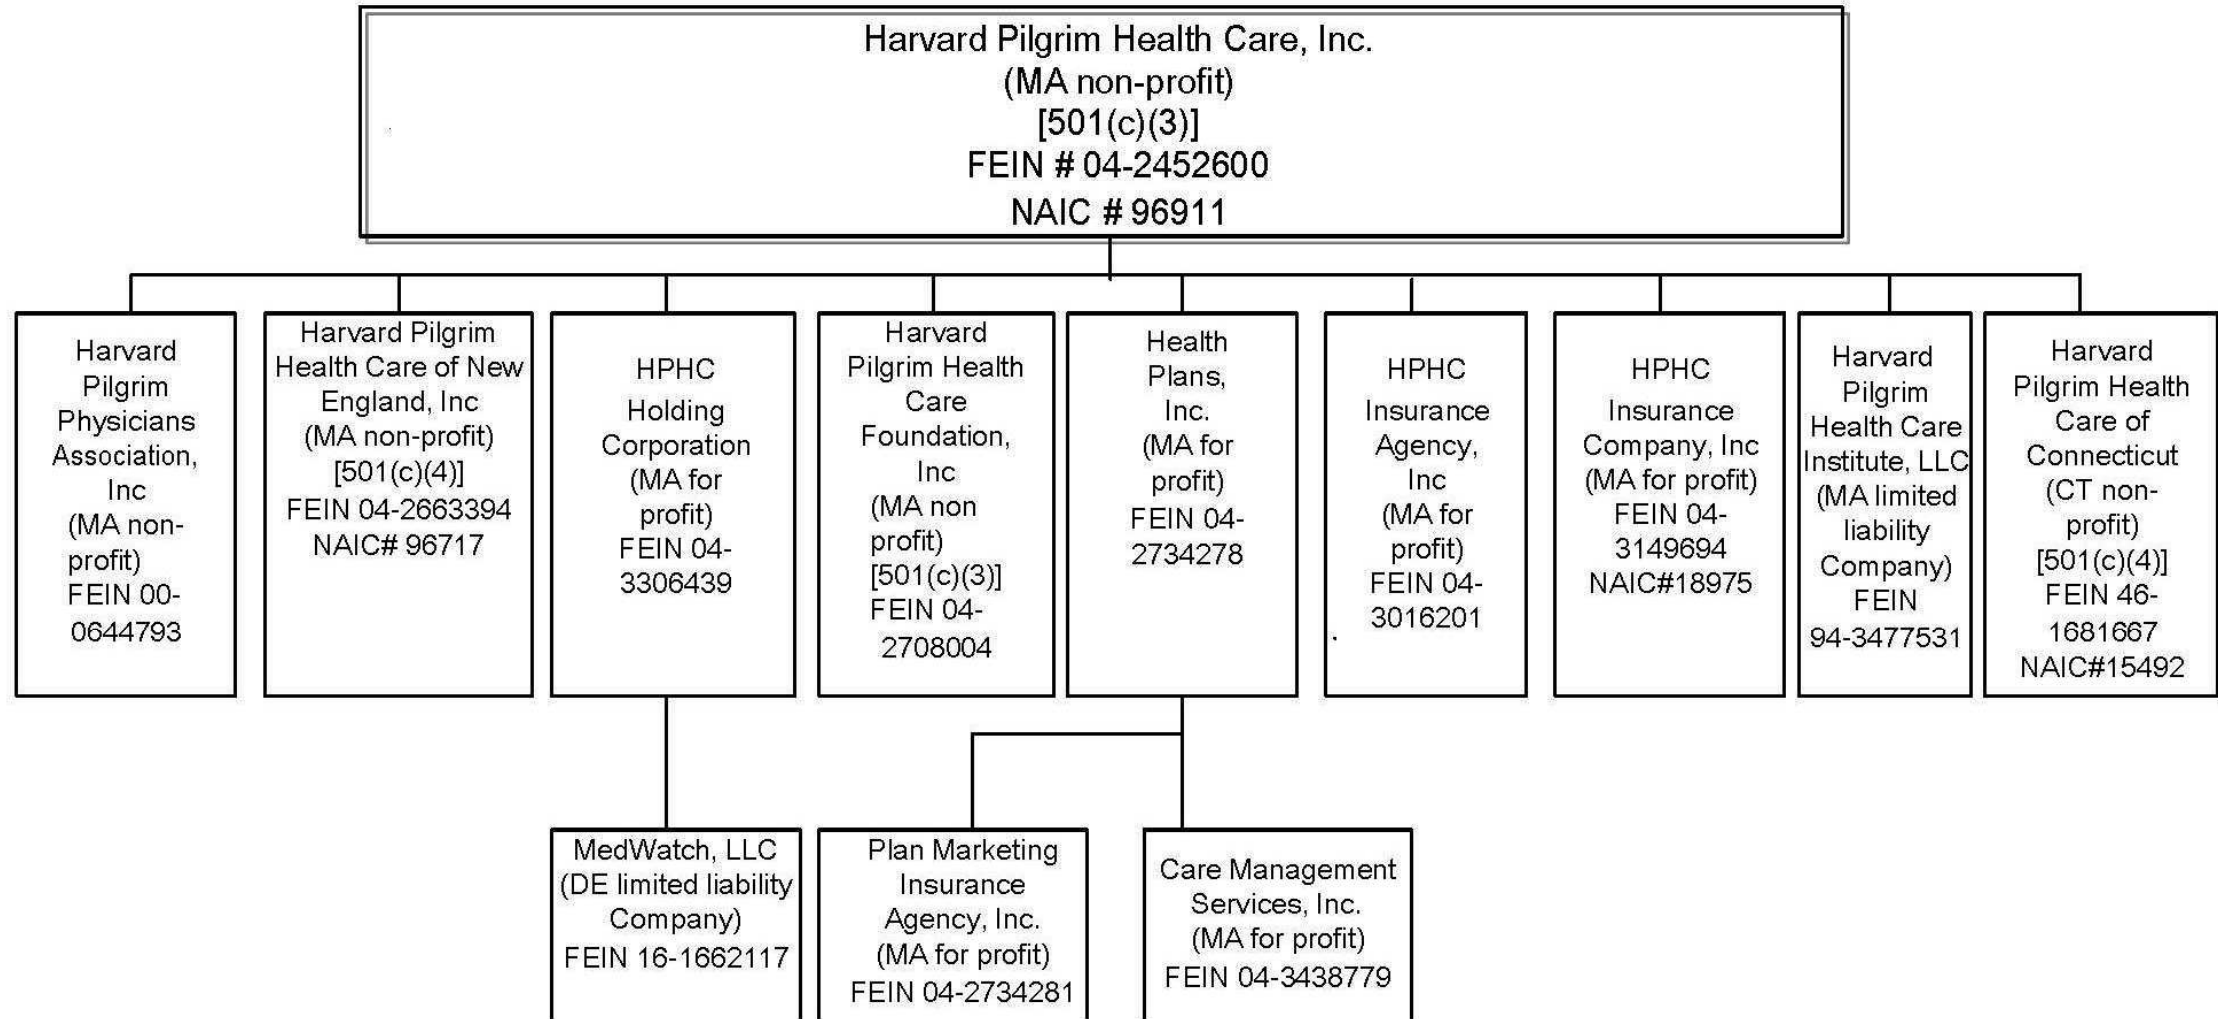 Harvard Pilgrim Health Care, Inc.
(MA non-profit)
[501(c)(3)]
FEIN # 04-2452600
NAIC # 96911
Harvard
Pilgrim
Physicians
Association,
Inc
(MA non-
profit)
FEIN 00-
0644793
Harvard Pilgrim
Health Care of New
England, Inc
(MA non-profit)
[501(c)(4)]
FEIN 04-2663394
NAIC# 96717
HPHC
Holding
Corporation
(MA for
profit)
FEIN 04-
3306439
Harvard
Pilgrim Health
Care
Foundation,
Inc
(MA non
profit)
[501(c)(3)]
FEIN 04-
2708004
Health
Plans,
Inc.
(MA for
profit)
FEIN 04-
2734278
HPHC
Insurance
Agency,
Inc
(MA for
profit)
FEIN 04-
3016201
HPHC
Insurance
Company, Inc
(MA for profit)
FEIN 04-
3149694
NAIC#18975
Harvard
Pilgrim
Health Care
Institute, LLC
(MA limited
liability
Company)
FEIN
94-3477531
Harvard
Pilgrim Health
Care of
Connecticut
(CT non-
profit)
[501(c)(4)]
FEIN 46-
1681667
NAIC#15492
MedWatch, LLC
(DE limited liability
Company)
FEIN 16-1662117
Plan Marketing
Insurance
Agency, Inc.
(MA for profit)
FEIN 04-2734281
Care Management
Services, Inc.
(MA for profit)
FEIN 04-3438779